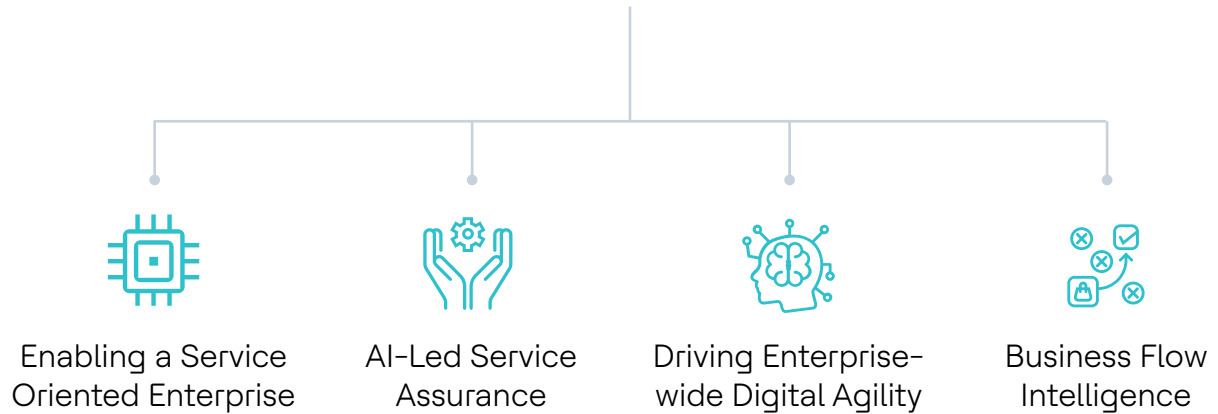 Enabling a Service
Oriented Enterprise
AI-Led Service
Assurance
Driving Enterprise-
wide Digital Agility
Business Flow
Intelligence